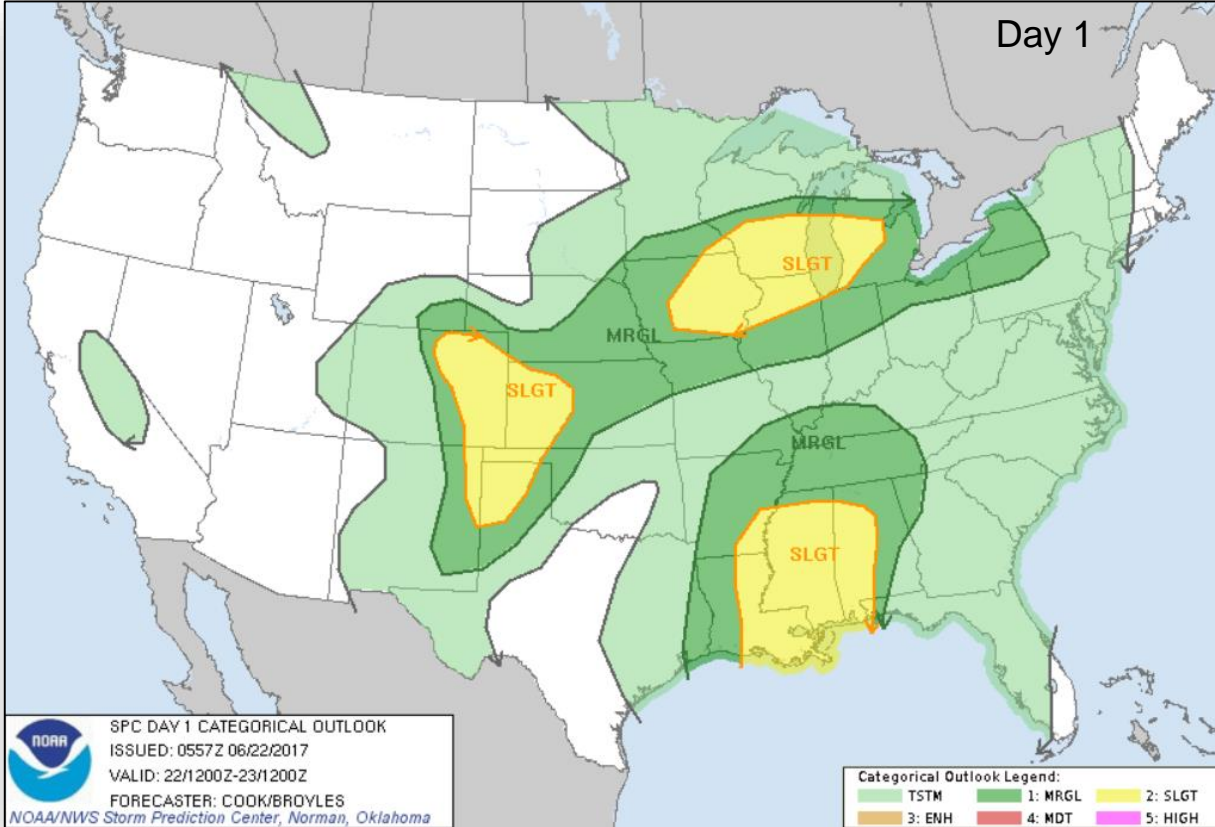 Day 1
SLGT
MRGL
SLGT
MRGL
SLGT
NOAA
SPC DAY 1 CATEGORICAL OUTLOOK
ISSUED: 0557Z 06/22/2017
VALID: 22/1200Z-23/1200Z
FORECASTER: COOK/BROYLES
NOAA/NWS Storm Prediction Center, Norman, Oklahoma
Categorical Outlook Legend:
TSTM 1: MRGL 2: SLGT
3: ENH 4: MDT 5: HIGH